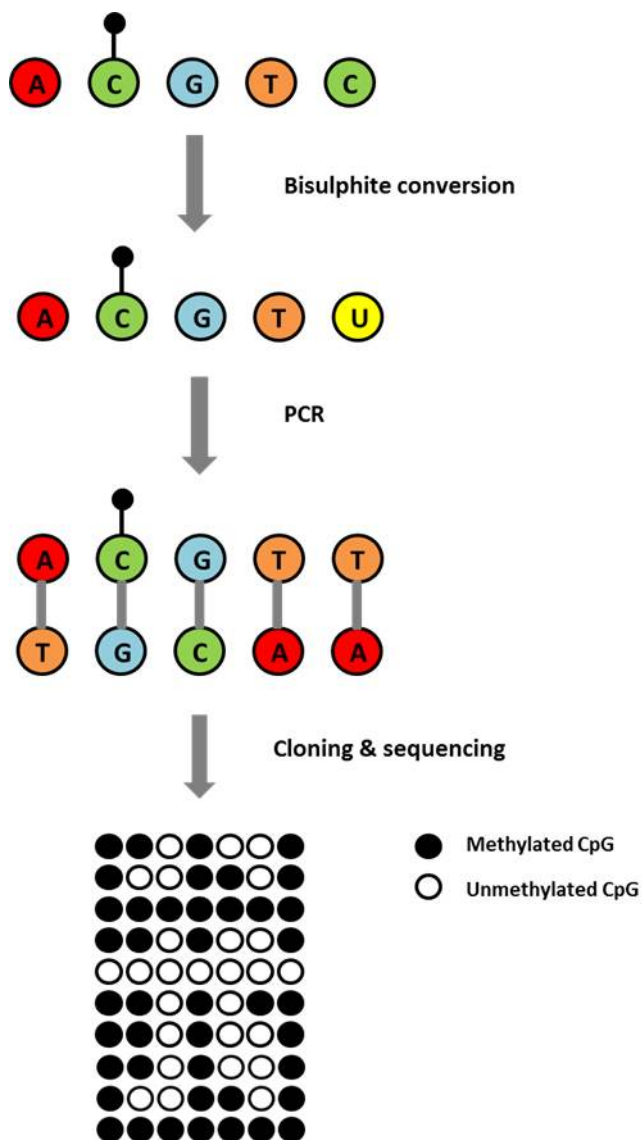 A C G T C
Bisulphite conversion
A C G T U
PCR
A C G T T
T G C A A
Cloning & sequencing
Methylated CpG
Unmethylated CpG